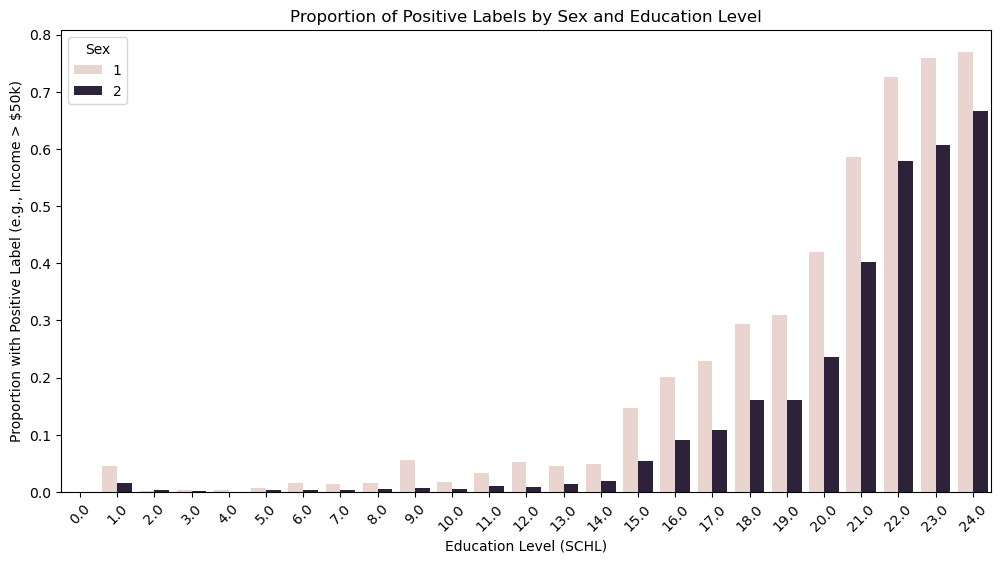 Proportion of Positive Labels by Sex and Education Level
Proportion with Positive Label (e.g., Income > $50k)
0.8
0.7
0.6
0.5
0.4
0.3
0.2
0.1
0.0
Sex
1
2
0.0 1.0 2.0 3.0 4.0 5.0 6.0 7.0 8.0 9.0 10.0 11.0 12.0 13.0 14.0 15.0 16.0 17.0 18.0 19.0 20.0 21.0 22.0 23.0 24.0
Education Level (SCHL)